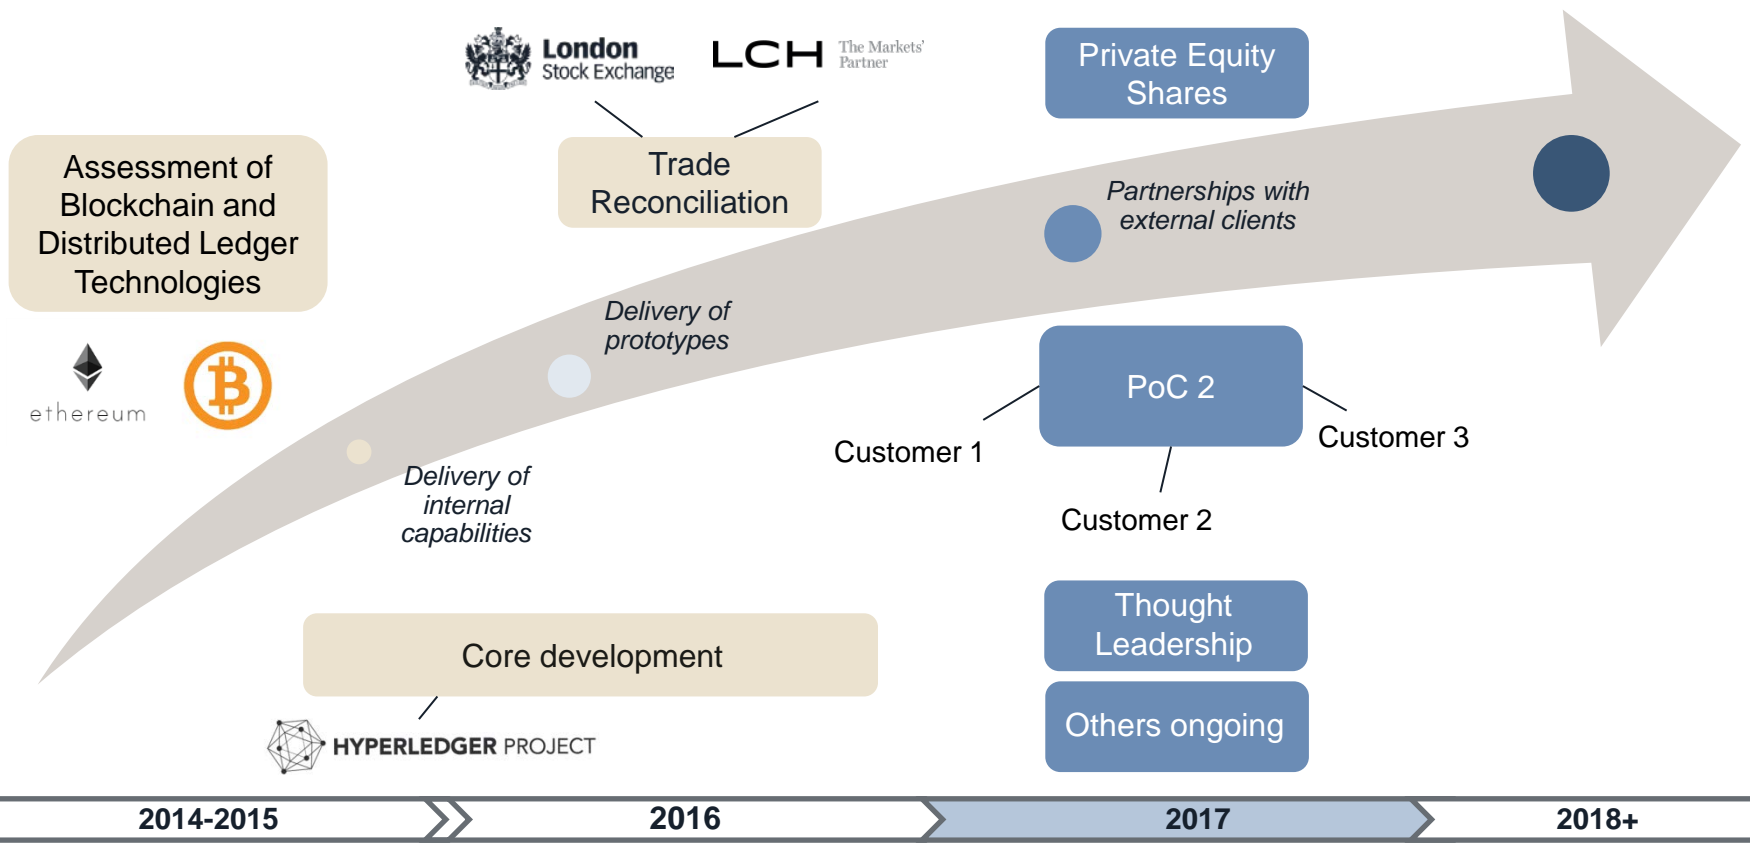 London
Stock Exchange
LCH
The Markets'
Partner
Private Equity
Shares
Assessment of
Blockchain and
Distributed Ledger
Technologies
Trade
Reconciliation
Partnerships with
external clients
Delivery of
prototypes
ethereum
PoC 2
Customer 1
Customer 3
Customer 2
Delivery of
internal
capabilities
Thought
Leadership
Core development
Others ongoing
HYPERLEDGER PROJECT
2014-2015
2016
2017
2018+